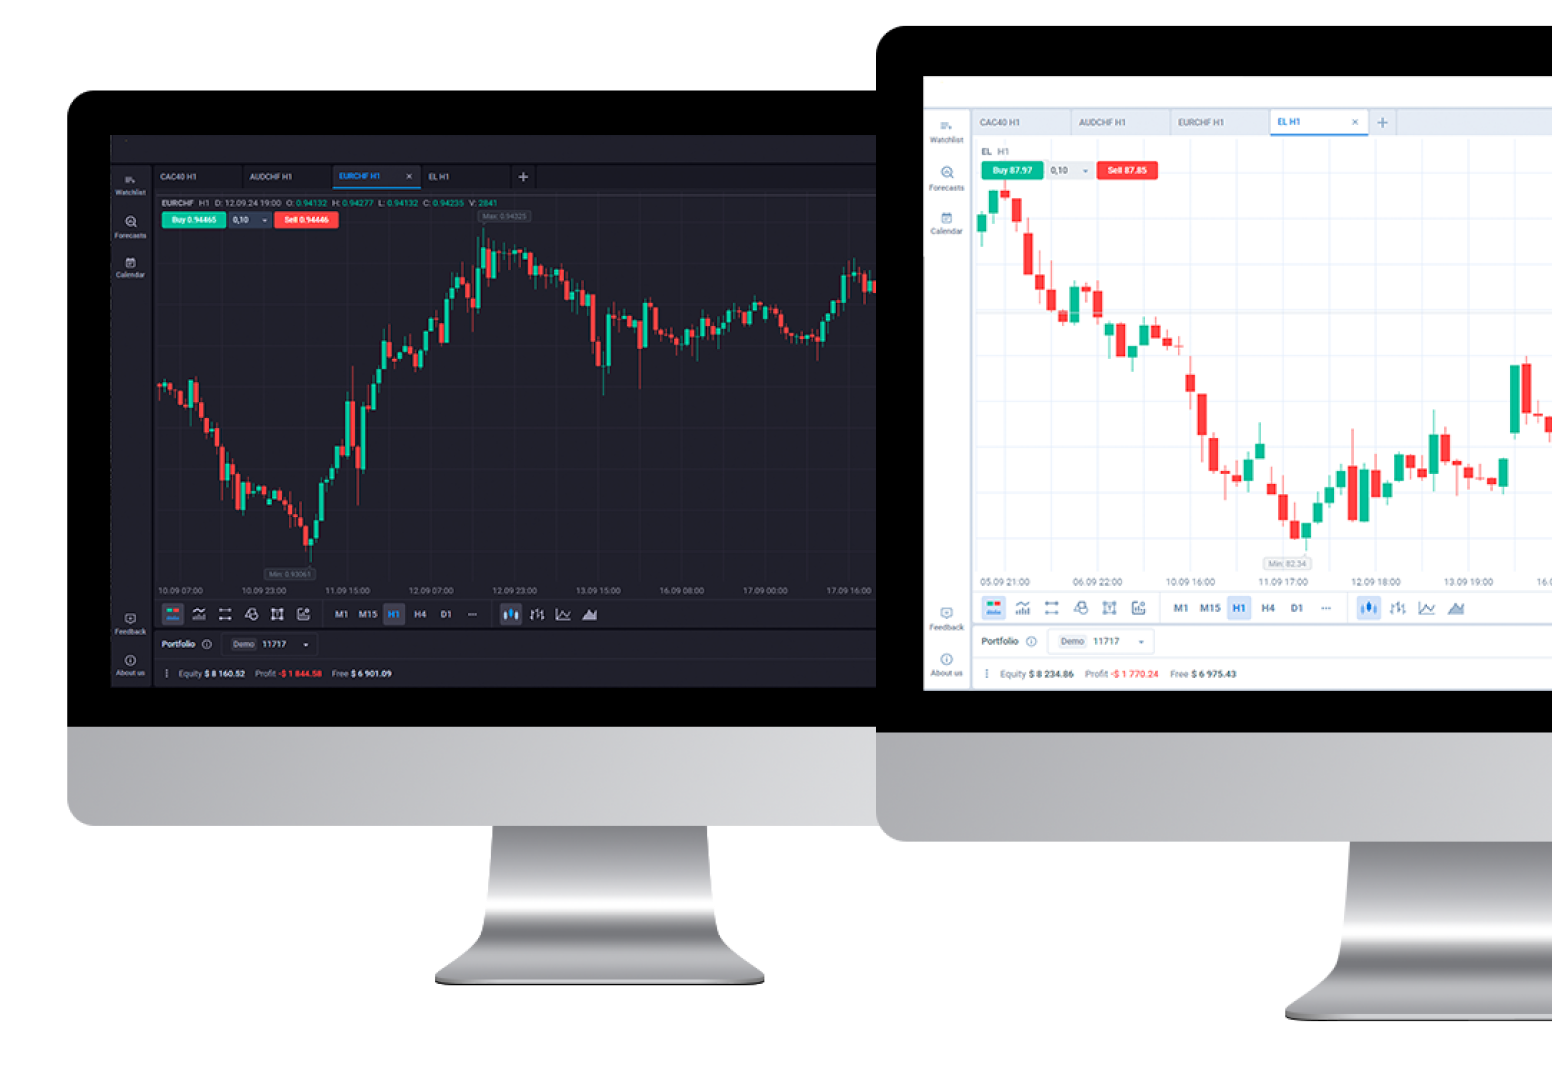 CAC40 H1 AUDCHF H1 EURCHF H1 × EL H1 +
Watchlist
EURCHF H1 D: 12.09.24 19:00 O: 0.94132 H: 0.94277 L: 0.94132 C: 0.94235 V: 2841
Buy 0.94465 0,10 Sell 0.94446
Max: 0.94325
Forecasts
Calendar
Min: 0.93061
10.09 07:00 10.09 23:00 11.09 15:00 12.09 07:00 12.09 23:00 13.09 15:00 16.09 08:00 17.09 00:00 17.09 16:00
M1 M15 H1 H4 D1 ...
Feedback
Portfolio Demo 11717
About us
Equity $ 8 160.52 Profit -$ 1 844.58 Free $ 6 901.09
CAC40 H1 AUDCHF H1 EURCHF H1 EL H1 × +
Watchlist
EL H1
Buy 87.97 0,10 Sell 87.85
Forecasts
Calendar
Min: 82.34
05.09 21:00 06.09 22:00 10.09 16:00 11.09 17:00 12.09 18:00 13.09 19:00 16.0
M1 M15 H1 H4 D1 ...
Feedback
Portfolio Demo 11717
About us
Equity $ 8 234.86 Profit -$ 1 770.24 Free $ 6 975.43